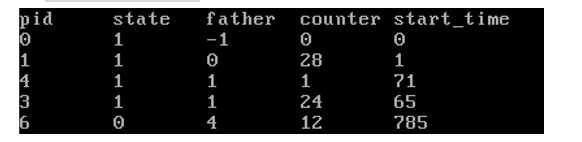 pid state father counter start_time
0 1 -1 0 0
1 1 0 28 1
4 1 1 1 71
3 1 1 24 65
6 0 4 12 785